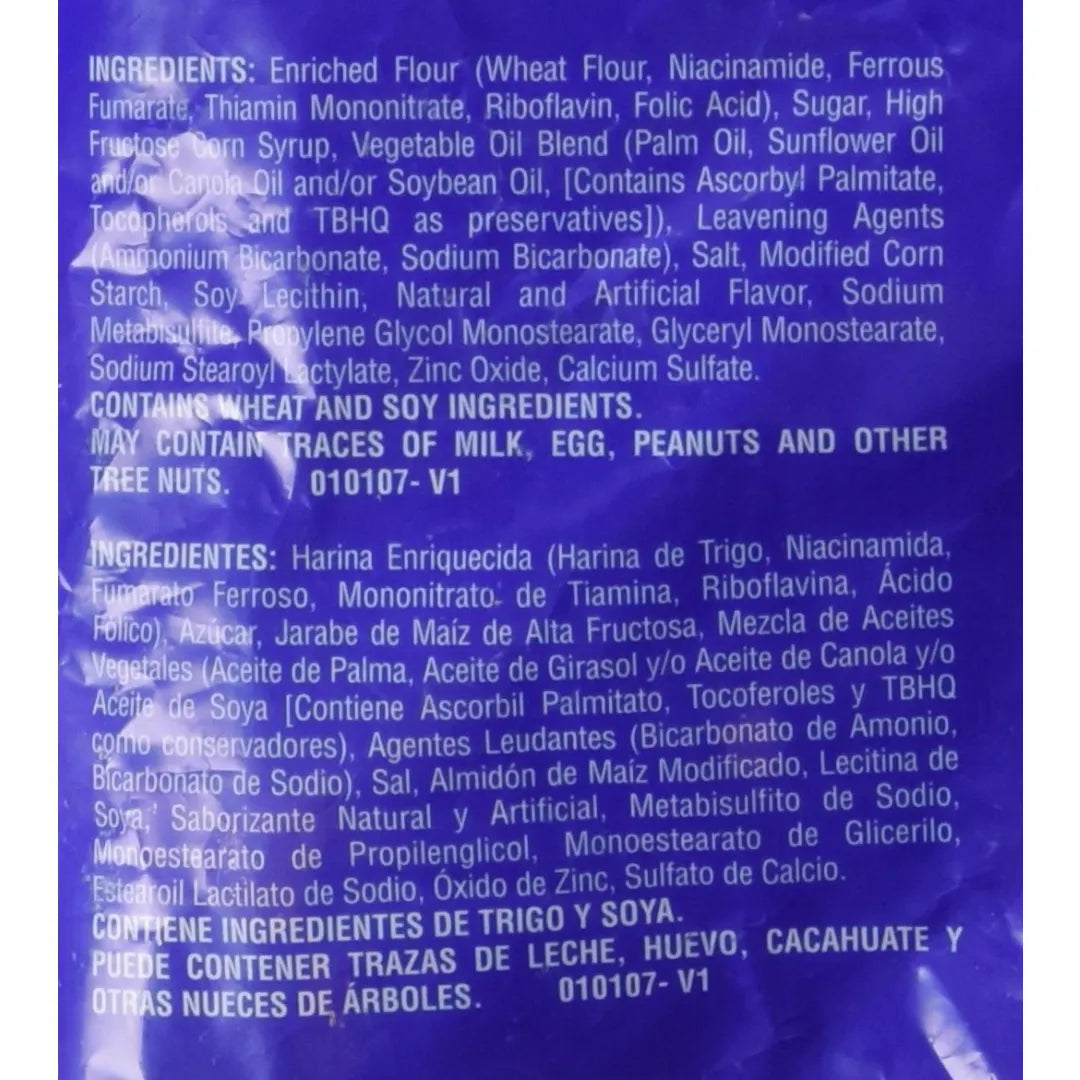 INGREDIENTS: Enriched Flour (Wheat Flour, Niacinamide, Ferrous
Fumarate, Thiamin Mononitrate, Riboflavin, Folic Acid), Sugar, High
Fructose Corn Syrup, Vegetable Oil Blend (Palm Oil, Sunflower Oil
and/or Canola Oil and/or Soybean Oil, [Contains Ascorbyl Palmitate,
Tocopherols and TBHQ as preservatives]), Leavening Agents
(Ammonium Bicarbonate, Sodium Bicarbonate), Salt, Modified Corn
Starch, Soy Lecithin, Natural and Artificial Flavor, Sodium
Metabisulfite, Propylene Glycol Monostearate, Glyceryl Monostearate,
Sodium Stearoyl Lactylate, Zinc Oxide, Calcium Sulfate.
CONTAINS WHEAT AND SOY INGREDIENTS.
MAY CONTAIN TRACES OF MILK, EGG, PEANUTS AND OTHER
TREE NUTS. 010107- V1
INGREDIENTES: Harina Enriquecida (Harina de Trigo, Niacinamida,
Fumarato Ferroso, Mononitrato de Tiamina, Riboflavina, Ácido
Fólico), Azúcar, Jarabe de Maíz de Alta Fructosa, Mezcla de Aceites
Vegetales (Aceite de Palma, Aceite de Girasol y/o Aceite de Canola y/o
Aceite de Soya [Contiene Ascorbil Palmitato, Tocoferoles y TBHQ
como conservadores), Agentes Leudantes (Bicarbonato de Amonio,
Bicarbonato de Sodio), Sal, Almidón de Maíz Modificado, Lecitina de
Soya, Saborizante Natural y Artificial, Metabisulfito de Sodio,
Monoestearato de Propilenglicol, Monoestearato de Glicerilo,
Estearoil Lactilato de Sodio, Óxido de Zinc, Sulfato de Calcio.
CONTIENE INGREDIENTES DE TRIGO Y SOYA.
PUEDE CONTENER TRAZAS DE LECHE, HUEVO, CACAHUATE Y
OTRAS NUECES DE ÁRBOLES. 010107- V1